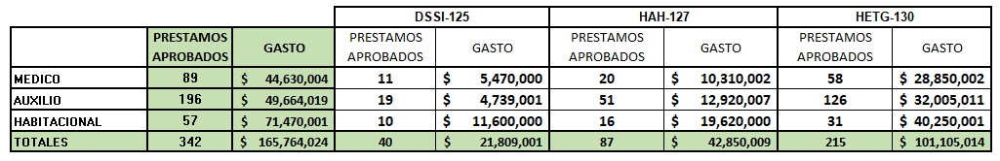 DSSI-125 HAH-127 HETG-130
PRESTAMOS APROBADOS GASTO PRESTAMOS APROBADOS GASTO PRESTAMOS APROBADOS GASTO PRESTAMOS APROBADOS GASTO
MEDICO 89 $ 44,630,004 11 $ 5,470,000 20 $ 10,310,002 58 $ 28,850,002
AUXILIO 196 $ 49,664,019 19 $ 4,739,001 51 $ 12,920,007 126 $ 32,005,011
HABITACIONAL 57 $ 71,470,001 10 $ 11,600,000 16 $ 19,620,000 31 $ 40,250,001
TOTALES 342 $ 165,764,024 40 $ 21,809,001 87 $ 42,850,009 215 $ 101,105,014